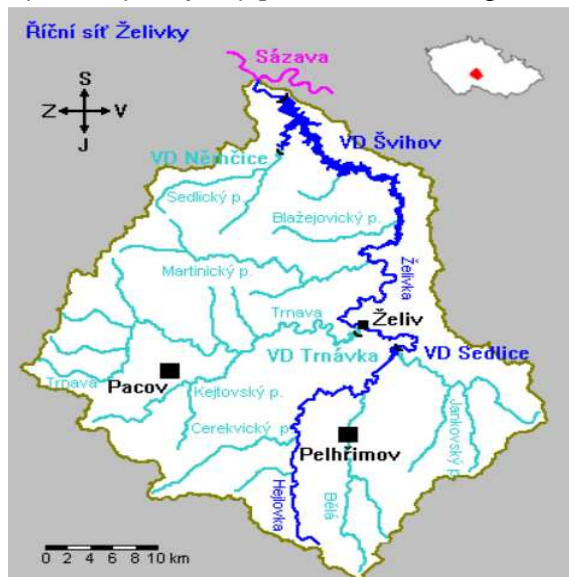 Říční síť Želivky
Sázava
S
Z
V
J
VD Němčice
VD Švihov
Sedlický p.
Blažejovický p.
Martinický p.
Želivka
Trnava
Želiv
VD Trnávka
VD Sedlice
Trnava
Pacov
Kejtovský p.
Jankovský p.
Cerekvický p.
Pelhřimov
Hejlovka
Bělá
0 2 4 6 8 10 km